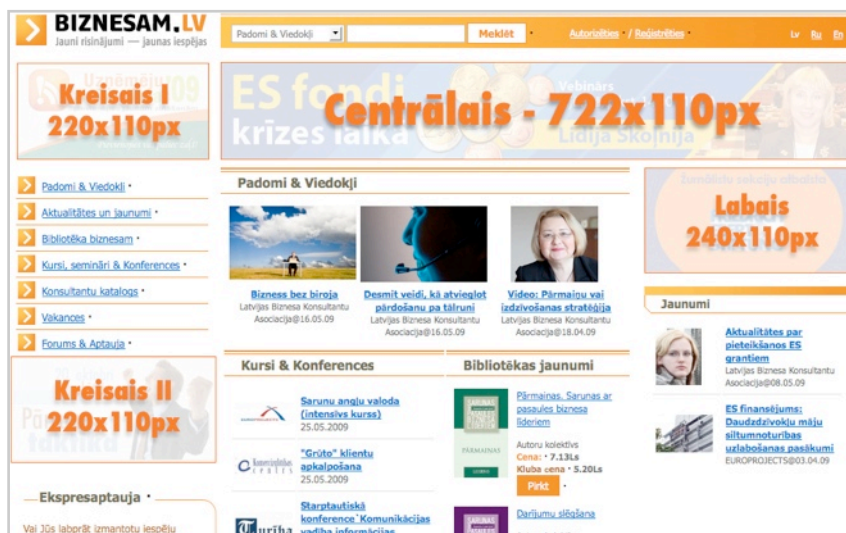 BIZNESAM.LV
Jauni risinājumi — jaunas iespējas
Padomi & Viedokļi
Meklēt
Autorizēties / Reģistrēties
Lv Ru En
Kreisais I
220x110px
ES fondi
krīzes laikā
Vebinārs
Lidija Skolņija
Centrālais - 722x110px
Padomi & Viedokļi
Aktualitātes un jaunumi
Bibliotēka biznesam
Kursi, semināri & Konferences
Konsultantu katalogs
Vakances
Forums & Aptauja
Kreisais II
220x110px
Ekspresaptauja
Vai Jūs labprāt izmantotu iespēju
Padomi & Viedokļi
Bizness bez biroja
Latvijas Biznesa Konsultantu
Asociācija@16.05.09
Desmit veidi, kā atvieglot
pārdošanu pa tālruni
Latvijas Biznesa Konsultantu
Asociācija@16.05.09
Video: Pārmaiņu vai
izdzīvošanas stratēģija
Latvijas Biznesa Konsultantu
Asociācija@18.04.09
Kursi & Konferences
Sarunu angļu valoda
(intensīvs kurss)
25.05.2009
"Grūto" klientu
apkalpošana
25.05.2009
Starptautiskā
konference Komunikācijas
vadība informācijas
Turība
Bibliotēkas jaunumi
PĀRMAIŅAS
Pārmaiņas. Sarunas ar
pasaules biznesa
līderiem
Autoru kolektīvs
Cena: 7.13Ls
Kluba cena 5.20Ls
Pirkt
Darījumu slēgšana
Labais
240x110px
Jaunumi
Aktualitātes par
pieteikšanos ES
grantiem
Latvijas Biznesa Konsultantu
Asociācija@08.05.09
ES finansējums:
Daudzdzīvokļu māju
siltumnoturības
uzlabošanas pasākumi
EUROPROJECTS@03.04.09